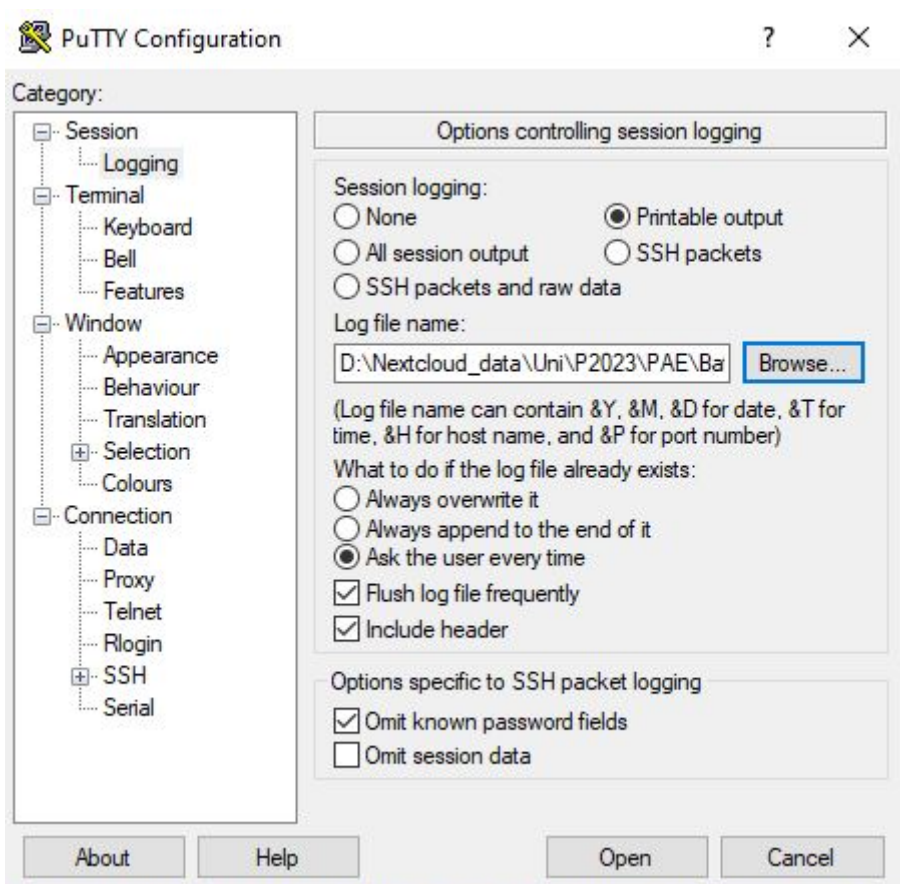 PuTTY Configuration
?
Category:
Session
Logging
Terminal
Keyboard
Bell
Features
Window
Appearance
Behaviour
Translation
Selection
Colours
Connection
Data
Proxy
Telnet
Rlogin
SSH
Serial
Options controlling session logging
Session logging:
None
Printable output
All session output
SSH packets
SSH packets and raw data
Log file name:
D:\Nextcloud_data\Uni\P2023\PAE\Ba
Browse...
(Log file name can contain &Y, &M, &D for date, &T for
time, &H for host name, and &P for port number)
What to do if the log file already exists:
Always overwrite it
Always append to the end of it
Ask the user every time
Flush log file frequently
Include header
Options specific to SSH packet logging
Omit known password fields
Omit session data
About
Help
Open
Cancel